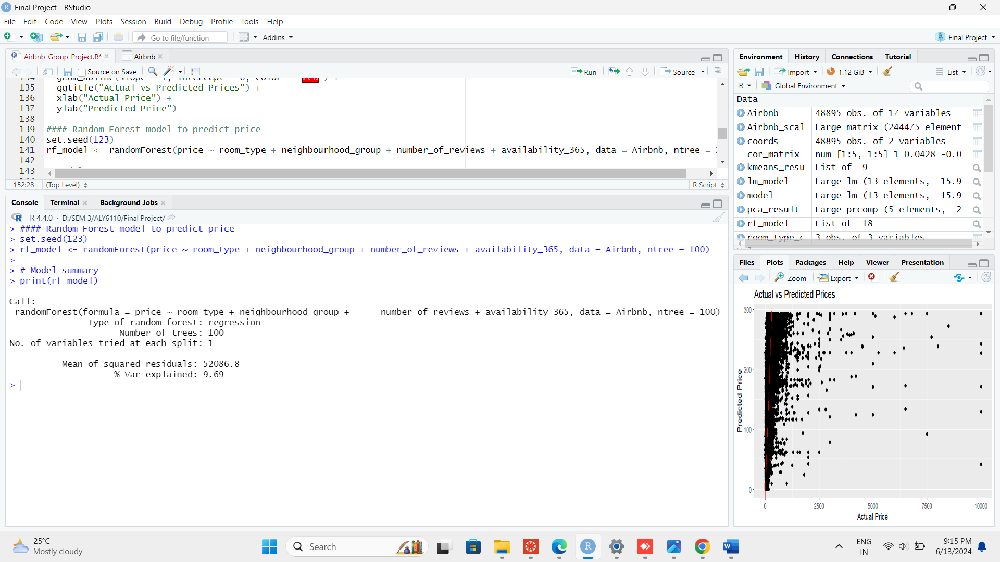 Final Project - RStudio
File Edit Code View Plots Session Build Debug Profile Tools Help
Go to file/function
Addins
Final Project
Airbnb_Group_Project.R*
Airbnb
Source on Save
Run
Source
135 ggtitle("Actual vs Predicted Prices") +
136 xlab("Actual Price") +
137 ylab("Predicted Price")
138
139 #### Random Forest model to predict price
140 set.seed(123)
141 rf_model <- randomForest(price ~ room_type + neighbourhood_group + number_of_reviews + availability_365, data = Airbnb, ntree =
142
143
152:28 (Top Level) R Script
Console Terminal Background Jobs
R 4.4.0 · D:/SEM 3/ALY6110/Final Project/
> #### Random Forest model to predict price
> set.seed(123)
> rf_model <- randomForest(price ~ room_type + neighbourhood_group + number_of_reviews + availability_365, data = Airbnb, ntree = 100)
>
> # Model summary
> print(rf_model)
Call:
randomForest(formula = price ~ room_type + neighbourhood_group + number_of_reviews + availability_365, data = Airbnb, ntree = 100)
Type of random forest: regression
Number of trees: 100
No. of variables tried at each split: 1
Mean of squared residuals: 52086.8
% Var explained: 9.69
>
Environment History Connections Tutorial
Import 1.12 GiB List
R Global Environment
Data
Airbnb 48895 obs. of 17 variables
Airbnb_scal… Large matrix (244475 element…
coords 48895 obs. of 2 variables
cor_matrix num [1:5, 1:5] 1 0.0428 -0.0…
kmeans_resu… List of 9
lm_model Large lm (13 elements, 15.9…
model Large lm (13 elements, 15.9…
pca_result Large prcomp (5 elements, 2…
rf_model List of 18
room_type_c… 3 obs. of 3 variables
Files Plots Packages Help Viewer Presentation
Zoom Export
Actual vs Predicted Prices
Predicted Price
300
200
100
0
0 2500 5000 7500 10000
Actual Price
25°C
Mostly cloudy
Search
ENG
IN
9:15 PM
6/13/2024